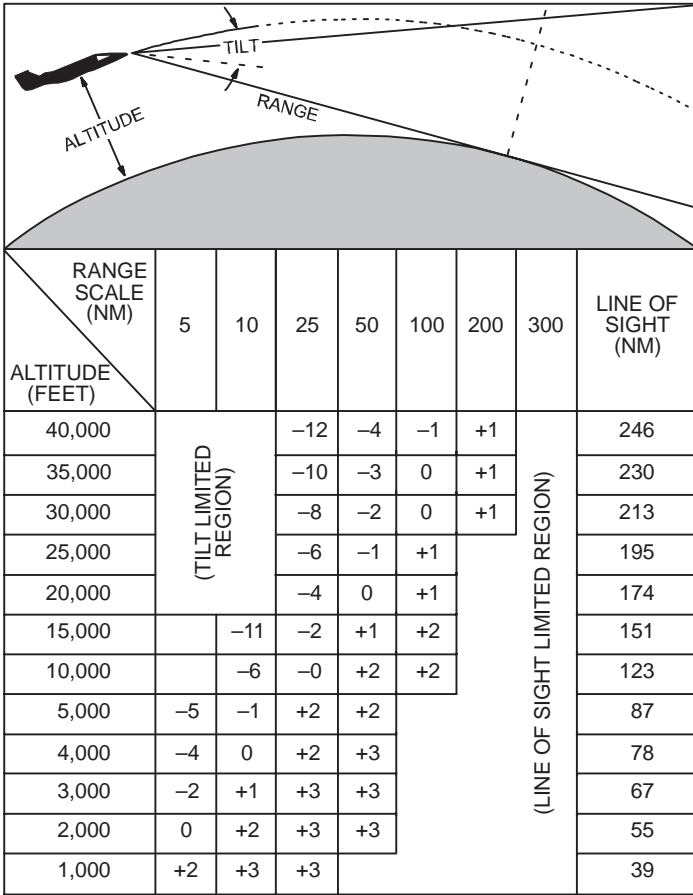 TILT
RANGE
ALTITUDE
RANGE
SCALE
(NM)
ALTITUDE
(FEET)
5 10 25 50 100 200 300 LINE OF
SIGHT
(NM)
(TILT LIMITED
REGION)
(LINE OF SIGHT LIMITED REGION)
40,000 –12 –4 –1 +1 246
35,000 –10 –3 0 +1 230
30,000 –8 –2 0 +1 213
25,000 –6 –1 +1 195
20,000 –4 0 +1 174
15,000 –11 –2 +1 +2 151
10,000 –6 –0 +2 +2 123
5,000 –5 –1 +2 +2 87
4,000 –4 0 +2 +3 78
3,000 –2 +1 +3 +3 67
2,000 0 +2 +3 +3 55
1,000 +2 +3 +3 39